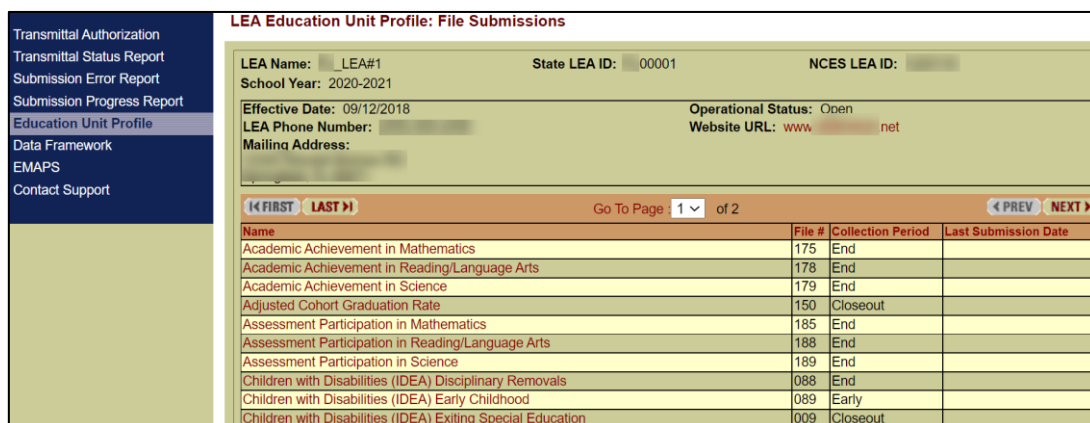 Transmittal Authorization
Transmittal Status Report
Submission Error Report
Submission Progress Report
Education Unit Profile
Data Framework
EMAPS
Contact Support
LEA Education Unit Profile: File Submissions
LEA Name: _LEA#1 State LEA ID: 00001 NCES LEA ID:
School Year: 2020-2021
Effective Date: 09/12/2018 Operational Status: Open
LEA Phone Number: Website URL: www net
Mailing Address:
FIRST LAST Go To Page : 1 of 2 PREV NEXT
Name File # Collection Period Last Submission Date
Academic Achievement in Mathematics 175 End
Academic Achievement in Reading/Language Arts 178 End
Academic Achievement in Science 179 End
Adjusted Cohort Graduation Rate 150 Closeout
Assessment Participation in Mathematics 185 End
Assessment Participation in Reading/Language Arts 188 End
Assessment Participation in Science 189 End
Children with Disabilities (IDEA) Disciplinary Removals 088 End
Children with Disabilities (IDEA) Early Childhood 089 Early
Children with Disabilities (IDEA) Exiting Special Education 009 Closeout